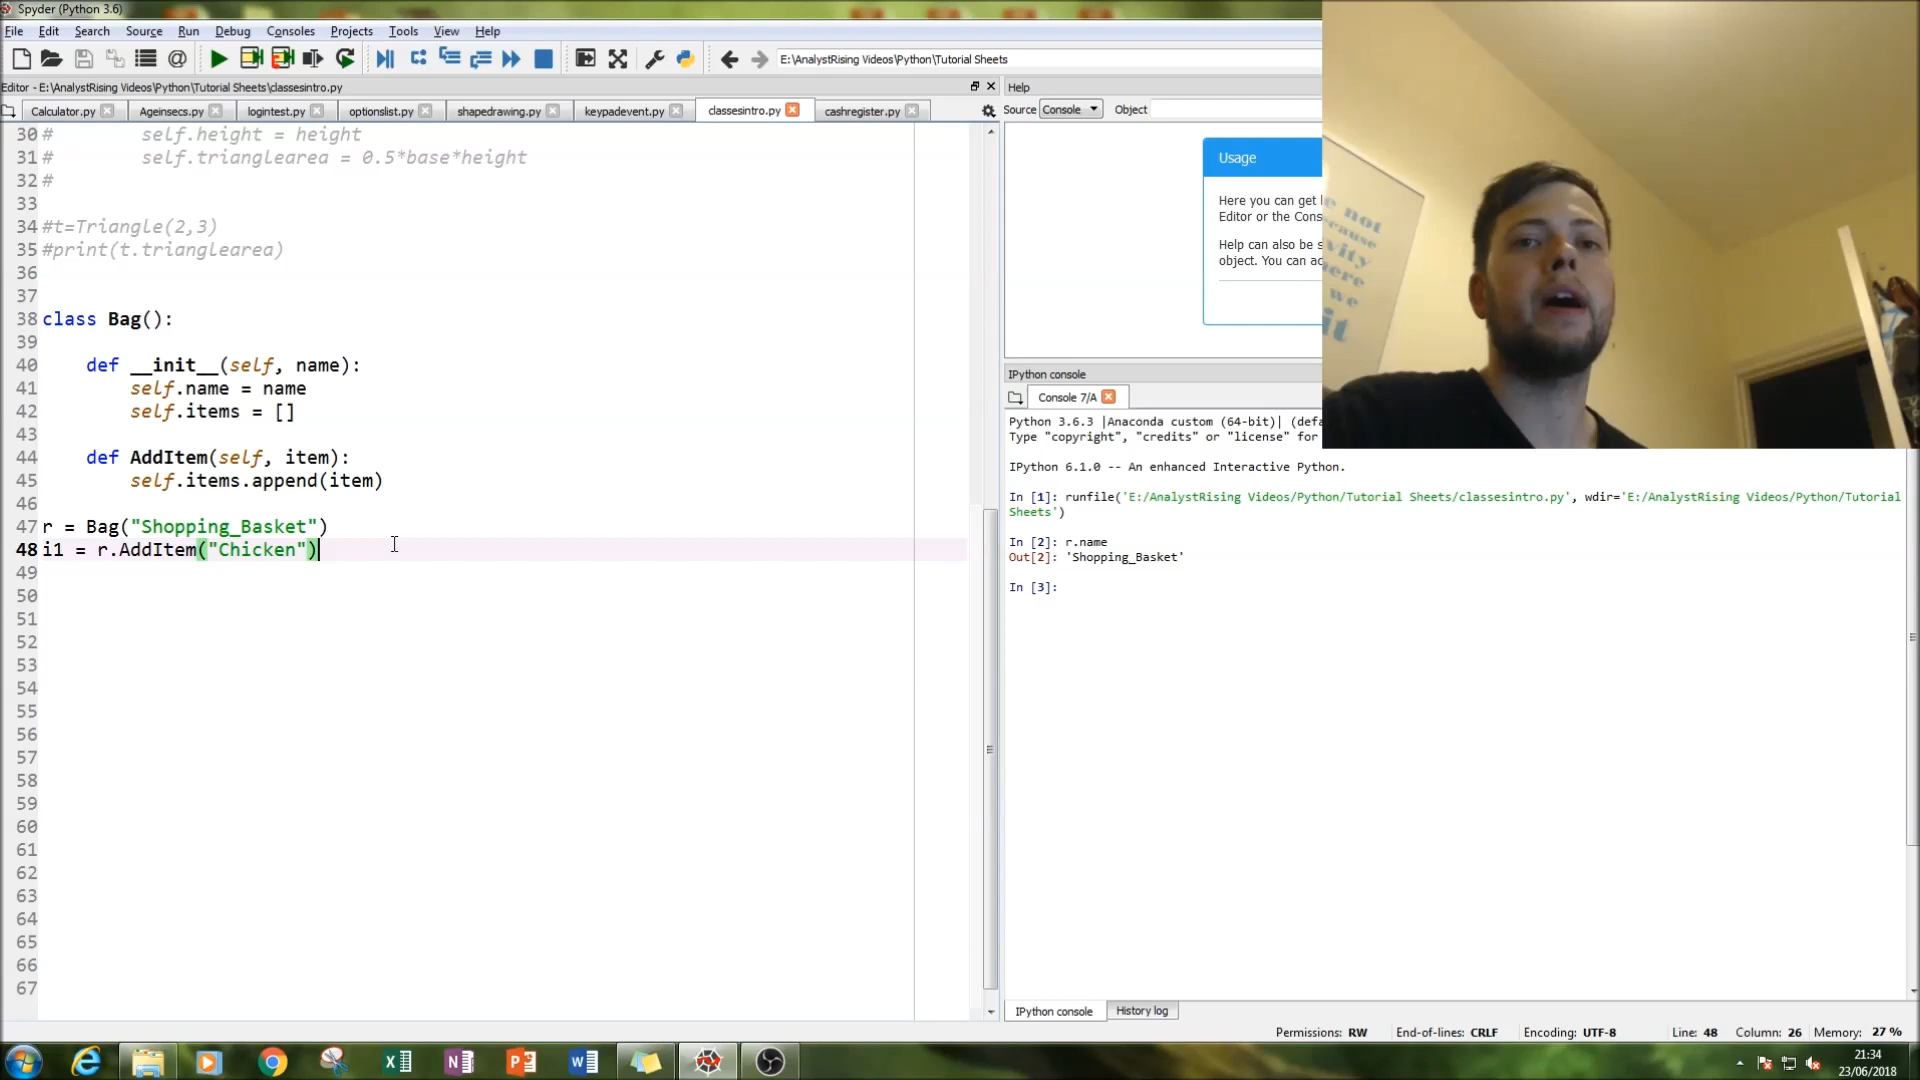 Spyder (Python 3.6)
File Edit Search Source Run Debug Consoles Projects Tools View Help
E:\AnalystRising Videos\Python\Tutorial Sheets
Editor - E:\AnalystRising Videos\Python\Tutorial Sheets\classesintro.py
Calculator.py Ageinsecs.py logintest.py optionslist.py shapedrawing.py keypadevent.py classesintro.py cashregister.py
30 # self.height = height
31 # self.trianglearea = 0.5*base*height
32 #
33
34 #t=Triangle(2,3)
35 #print(t.trianglearea)
36
37
38 class Bag():
39
40 def __init__(self, name):
41 self.name = name
42 self.items = []
43
44 def AddItem(self, item):
45 self.items.append(item)
46
47 r = Bag("Shopping_Basket")
48 i1 = r.AddItem("Chicken")
49
50
51
52
53
54
55
56
57
58
59
60
61
62
63
64
65
66
67
Help
Source Console Object
Usage
Here you can get
Editor or the Cons
Help can also be s
object. You can ac
e not
cause
vity
here
we
it
IPython console
Console 7/A
Python 3.6.3 |Anaconda custom (64-bit)| (defa
Type "copyright", "credits" or "license" for
IPython 6.1.0 -- An enhanced Interactive Python.
In [1]: runfile('E:/AnalystRising Videos/Python/Tutorial Sheets/classesintro.py', wdir='E:/AnalystRising Videos/Python/Tutorial
Sheets')
In [2]: r.name
Out[2]: 'Shopping_Basket'
In [3]:
IPython console History log
Permissions: RW End-of-lines: CRLF Encoding: UTF-8 Line: 48 Column: 26 Memory: 27 %
21:34
23/06/2018